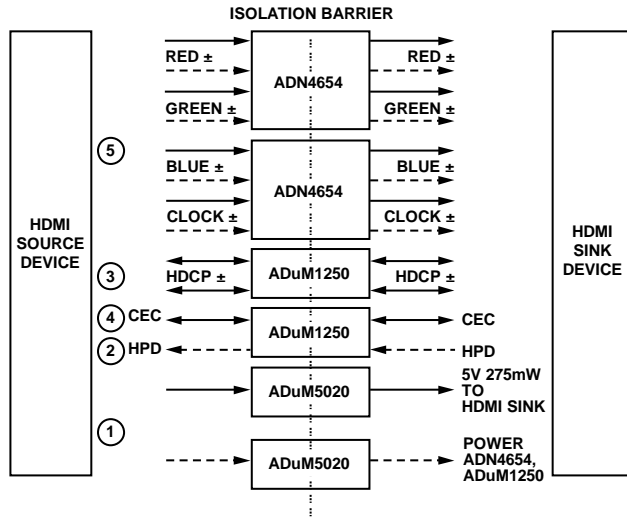 ISOLATION BARRIER
RED ±
ADN4654
RED ±
GREEN ±
GREEN ±
5
BLUE ±
ADN4654
BLUE ±
CLOCK ±
CLOCK ±
HDMI
SOURCE
DEVICE
HDMI
SINK
DEVICE
3
HDCP ±
ADuM1250
HDCP ±
4 CEC
ADuM1250
CEC
2 HPD
HPD
ADuM5020
5V 275mW
TO
HDMI SINK
1
ADuM5020
POWER
ADN4654,
ADuM1250